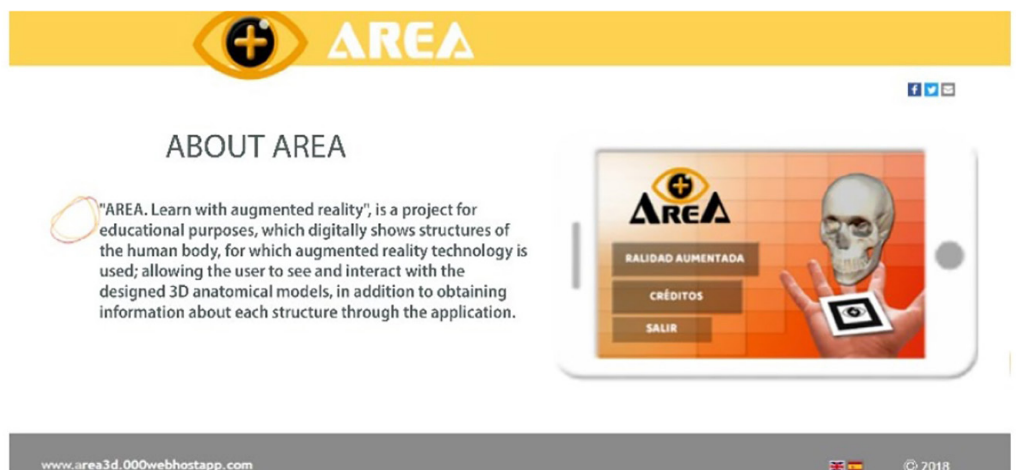 AREA
ABOUT AREA
"AREA. Learn with augmented reality", is a project for
educational purposes, which digitally shows structures of
the human body, for which augmented reality technology is
used; allowing the user to see and interact with the
designed 3D anatomical models, in addition to obtaining
information about each structure through the application.
AREA
RALIDAD AUMENTADA
CRÉDITOS
SALIR
www.area3d.000webhostapp.com
© 2018